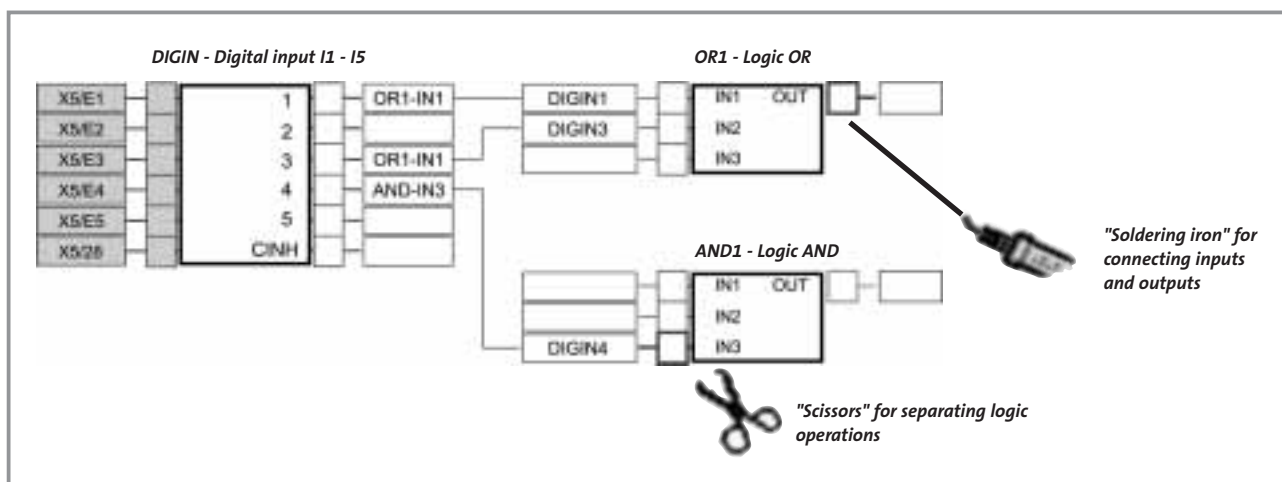 DIGIN - Digital input I1 - I5
OR1 - Logic OR
X5/E1
1
OR1-IN1
DIGIN1
IN1
OUT
X5/E2
2
DIGIN3
IN2
X5/E3
3
OR1-IN1
IN3
X5/E4
4
AND-IN3
X5/E5
5
X5/28
CINH
"Soldering iron" for
connecting inputs
and outputs
AND1 - Logic AND
IN1
OUT
IN2
DIGIN4
IN3
"Scissors" for separating logic
operations